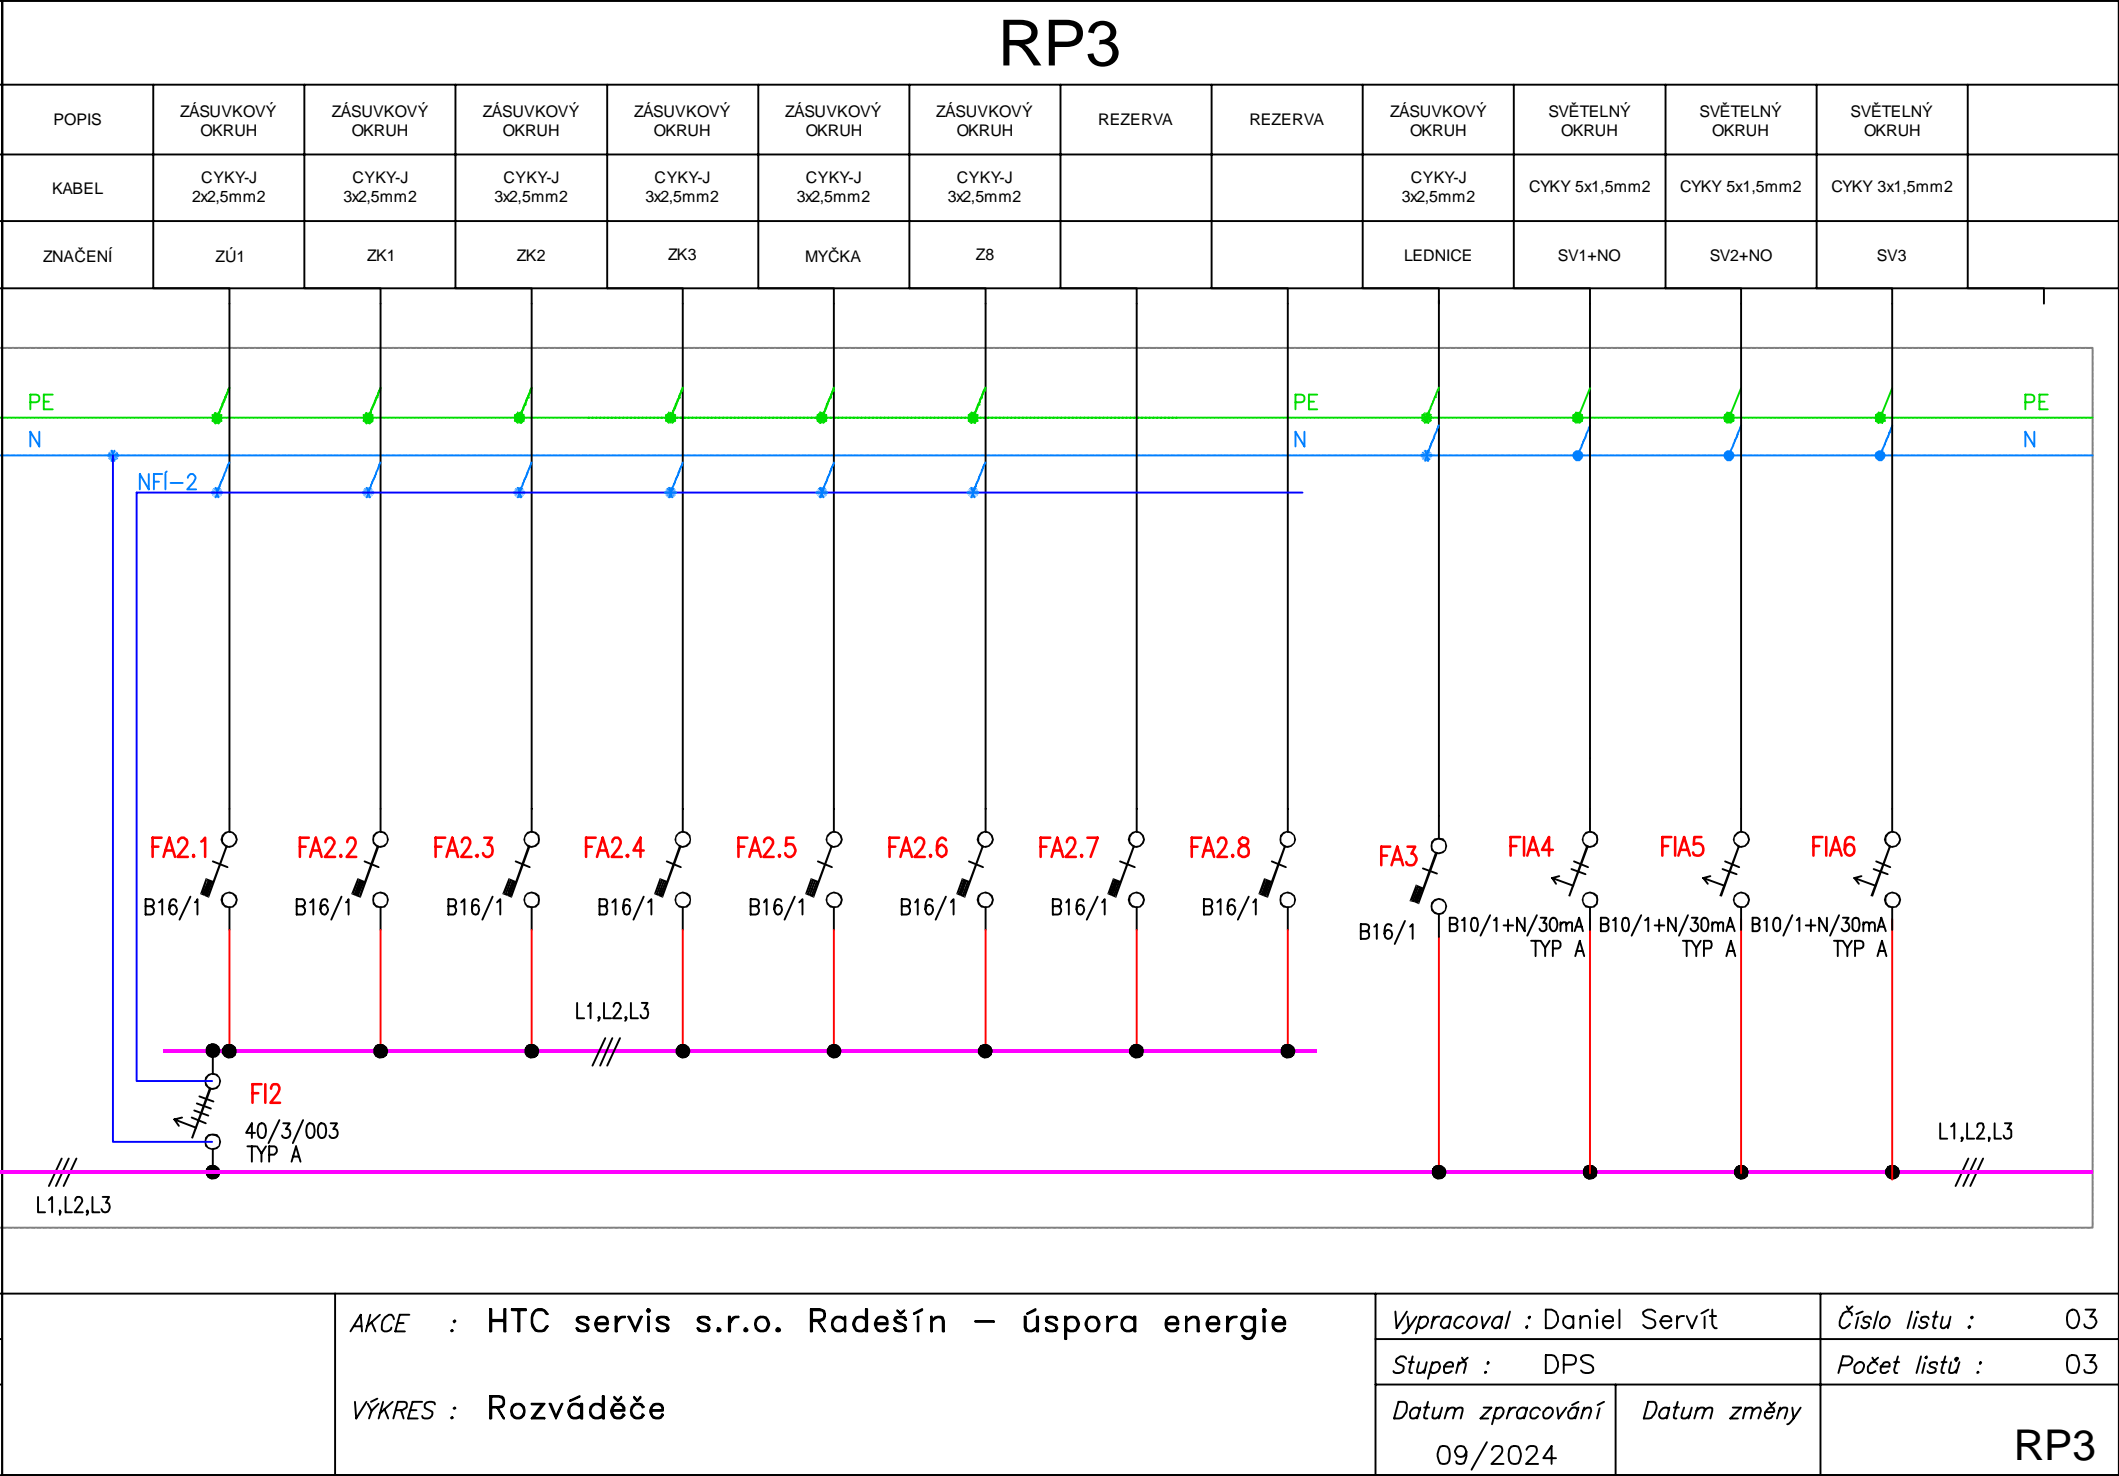 RP3
POPIS
ZÁSUVKOVÝ
OKRUH
ZÁSUVKOVÝ
OKRUH
ZÁSUVKOVÝ
OKRUH
ZÁSUVKOVÝ
OKRUH
ZÁSUVKOVÝ
OKRUH
ZÁSUVKOVÝ
OKRUH
REZERVA
REZERVA
ZÁSUVKOVÝ
OKRUH
SVĚTELNÝ
OKRUH
SVĚTELNÝ
OKRUH
SVĚTELNÝ
OKRUH
KABEL
CYKY-J
2x2,5mm2
CYKY-J
3x2,5mm2
CYKY-J
3x2,5mm2
CYKY-J
3x2,5mm2
CYKY-J
3x2,5mm2
CYKY-J
3x2,5mm2
CYKY-J
3x2,5mm2
CYKY 5x1,5mm2
CYKY 5x1,5mm2
CYKY 3x1,5mm2
ZNAČENÍ
ZÚ1
ZK1
ZK2
ZK3
MYČKA
Z8
LEDNICE
SV1+NO
SV2+NO
SV3
PE
PE
PE
N
N
N
NFÍ-2
FA2.1
FA2.2
FA2.3
FA2.4
FA2.5
FA2.6
FA2.7
FA2.8
FA3
FIA4
FIA5
FIA6
B16/1
B16/1
B16/1
B16/1
B16/1
B16/1
B16/1
B16/1
B16/1
B10/1+N/30mA
TYP A
B10/1+N/30mA
TYP A
B10/1+N/30mA
TYP A
L1,L2,L3
FI2
40/3/003
TYP A
L1,L2,L3
L1,L2,L3
AKCE : HTC servis s.r.o. Radešín – úspora energie
VÝKRES : Rozváděče
Vypracoval : Daniel Servít
Číslo listu : 03
Stupeň : DPS
Počet listů : 03
Datum zpracování
09/2024
Datum změny
RP3